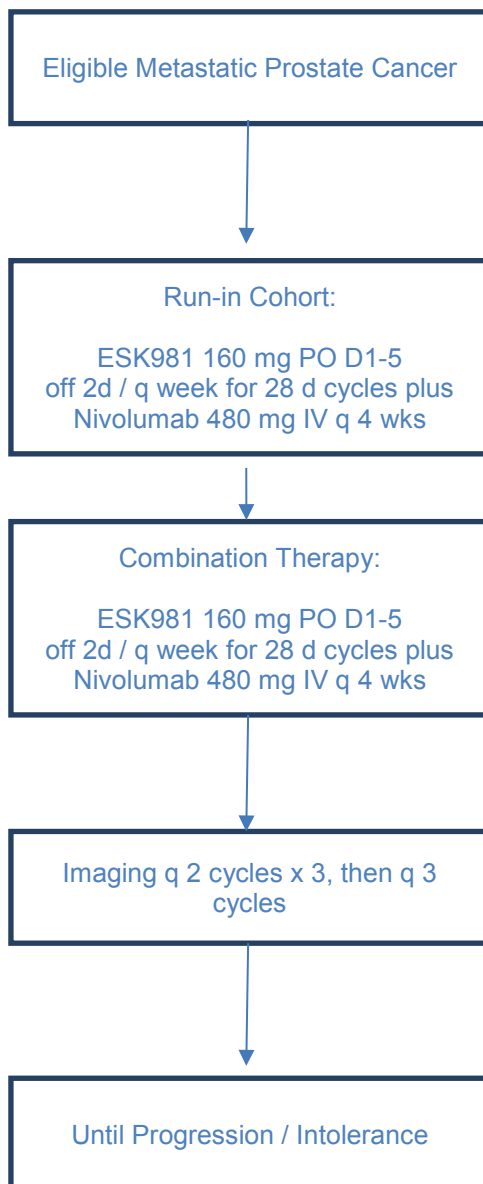 Eligible Metastatic Prostate Cancer
Run-in Cohort:
ESK981 160 mg PO D1-5
off 2d / q week for 28 d cycles plus
Nivolumab 480 mg IV q 4 wks
Combination Therapy:
ESK981 160 mg PO D1-5
off 2d / q week for 28 d cycles plus
Nivolumab 480 mg IV q 4 wks
Imaging q 2 cycles x 3, then q 3
cycles
Until Progression / Intolerance